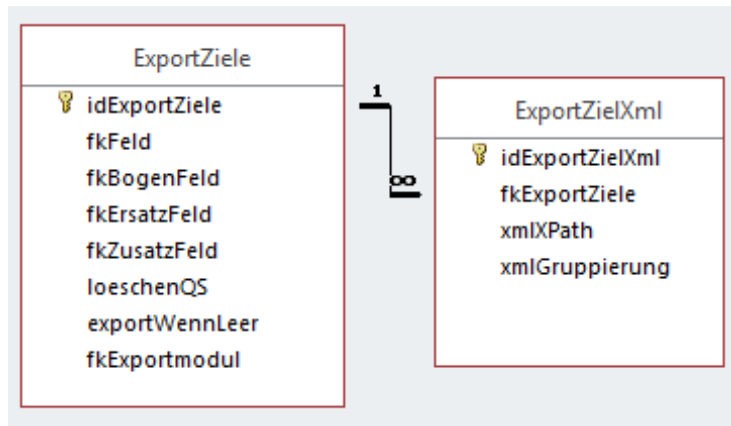 ExportZiele
idExportZiele
fkFeld
fkBogenFeld
fkErsatzFeld
fkZusatzFeld
loeschenQS
exportWennLeer
fkExportmodul
1
∞
ExportZielXml
idExportZielXml
fkExportZiele
xmlXPath
xmlGruppierung